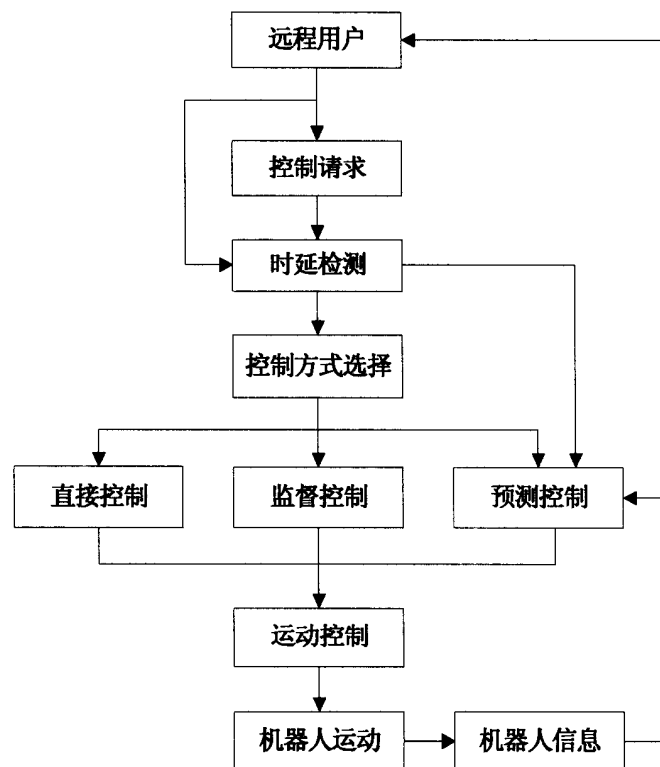 远程用户
控制请求
时延检测
控制方式选择
直接控制
监督控制
预测控制
运动控制
机器人运动
机器人信息